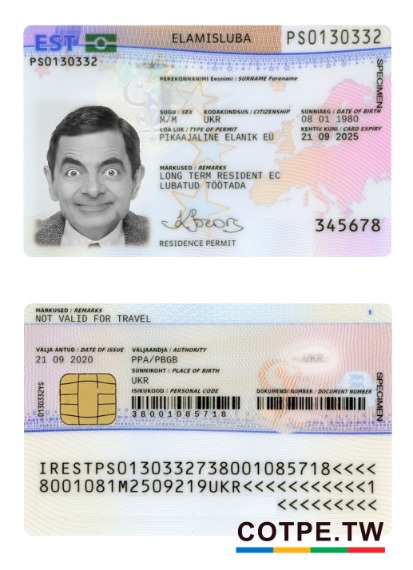 EST
ELAMISLUBA
PS0130332
PS0130332
SPECIMEN
PEREKONNANIMI Eesnimi / SURNAME Forename
SUGU / SEX KODAKONDSUS / CITIZENSHIP SÜNNIAEG / DATE OF BIRTH
M/M UKR 08 01 1980
LOA LIIK / TYPE OF PERMIT KEHTIV KUNI / CARD EXPIRY
PIKAAJALINE ELANIK EÜ 21 09 2025
MÄRKUSED / REMARKS
LONG TERM RESIDENT EC
LUBATUD TÖÖTADA
345678
RESIDENCE PERMIT
MÄRKUSED / REMARKS
NOT VALID FOR TRAVEL
VÄLJA ANTUD / DATE OF ISSUE VÄLJAANDJA / AUTHORITY
21 09 2020 PPA/PBGB
UKR
SÜNNIKOHT / PLACE OF BIRTH
UKR
ISIKUKOOD / PERSONAL CODE DOKUMENDI NUMBER / DOCUMENT NUMBER
38001085718
0130332YS
SPECIMEN
IRESTPS0130332738001085718<<<<
8001081M2509219UKR<<<<<<<<<<<1
<<<<<<<<<
COTPE.TW